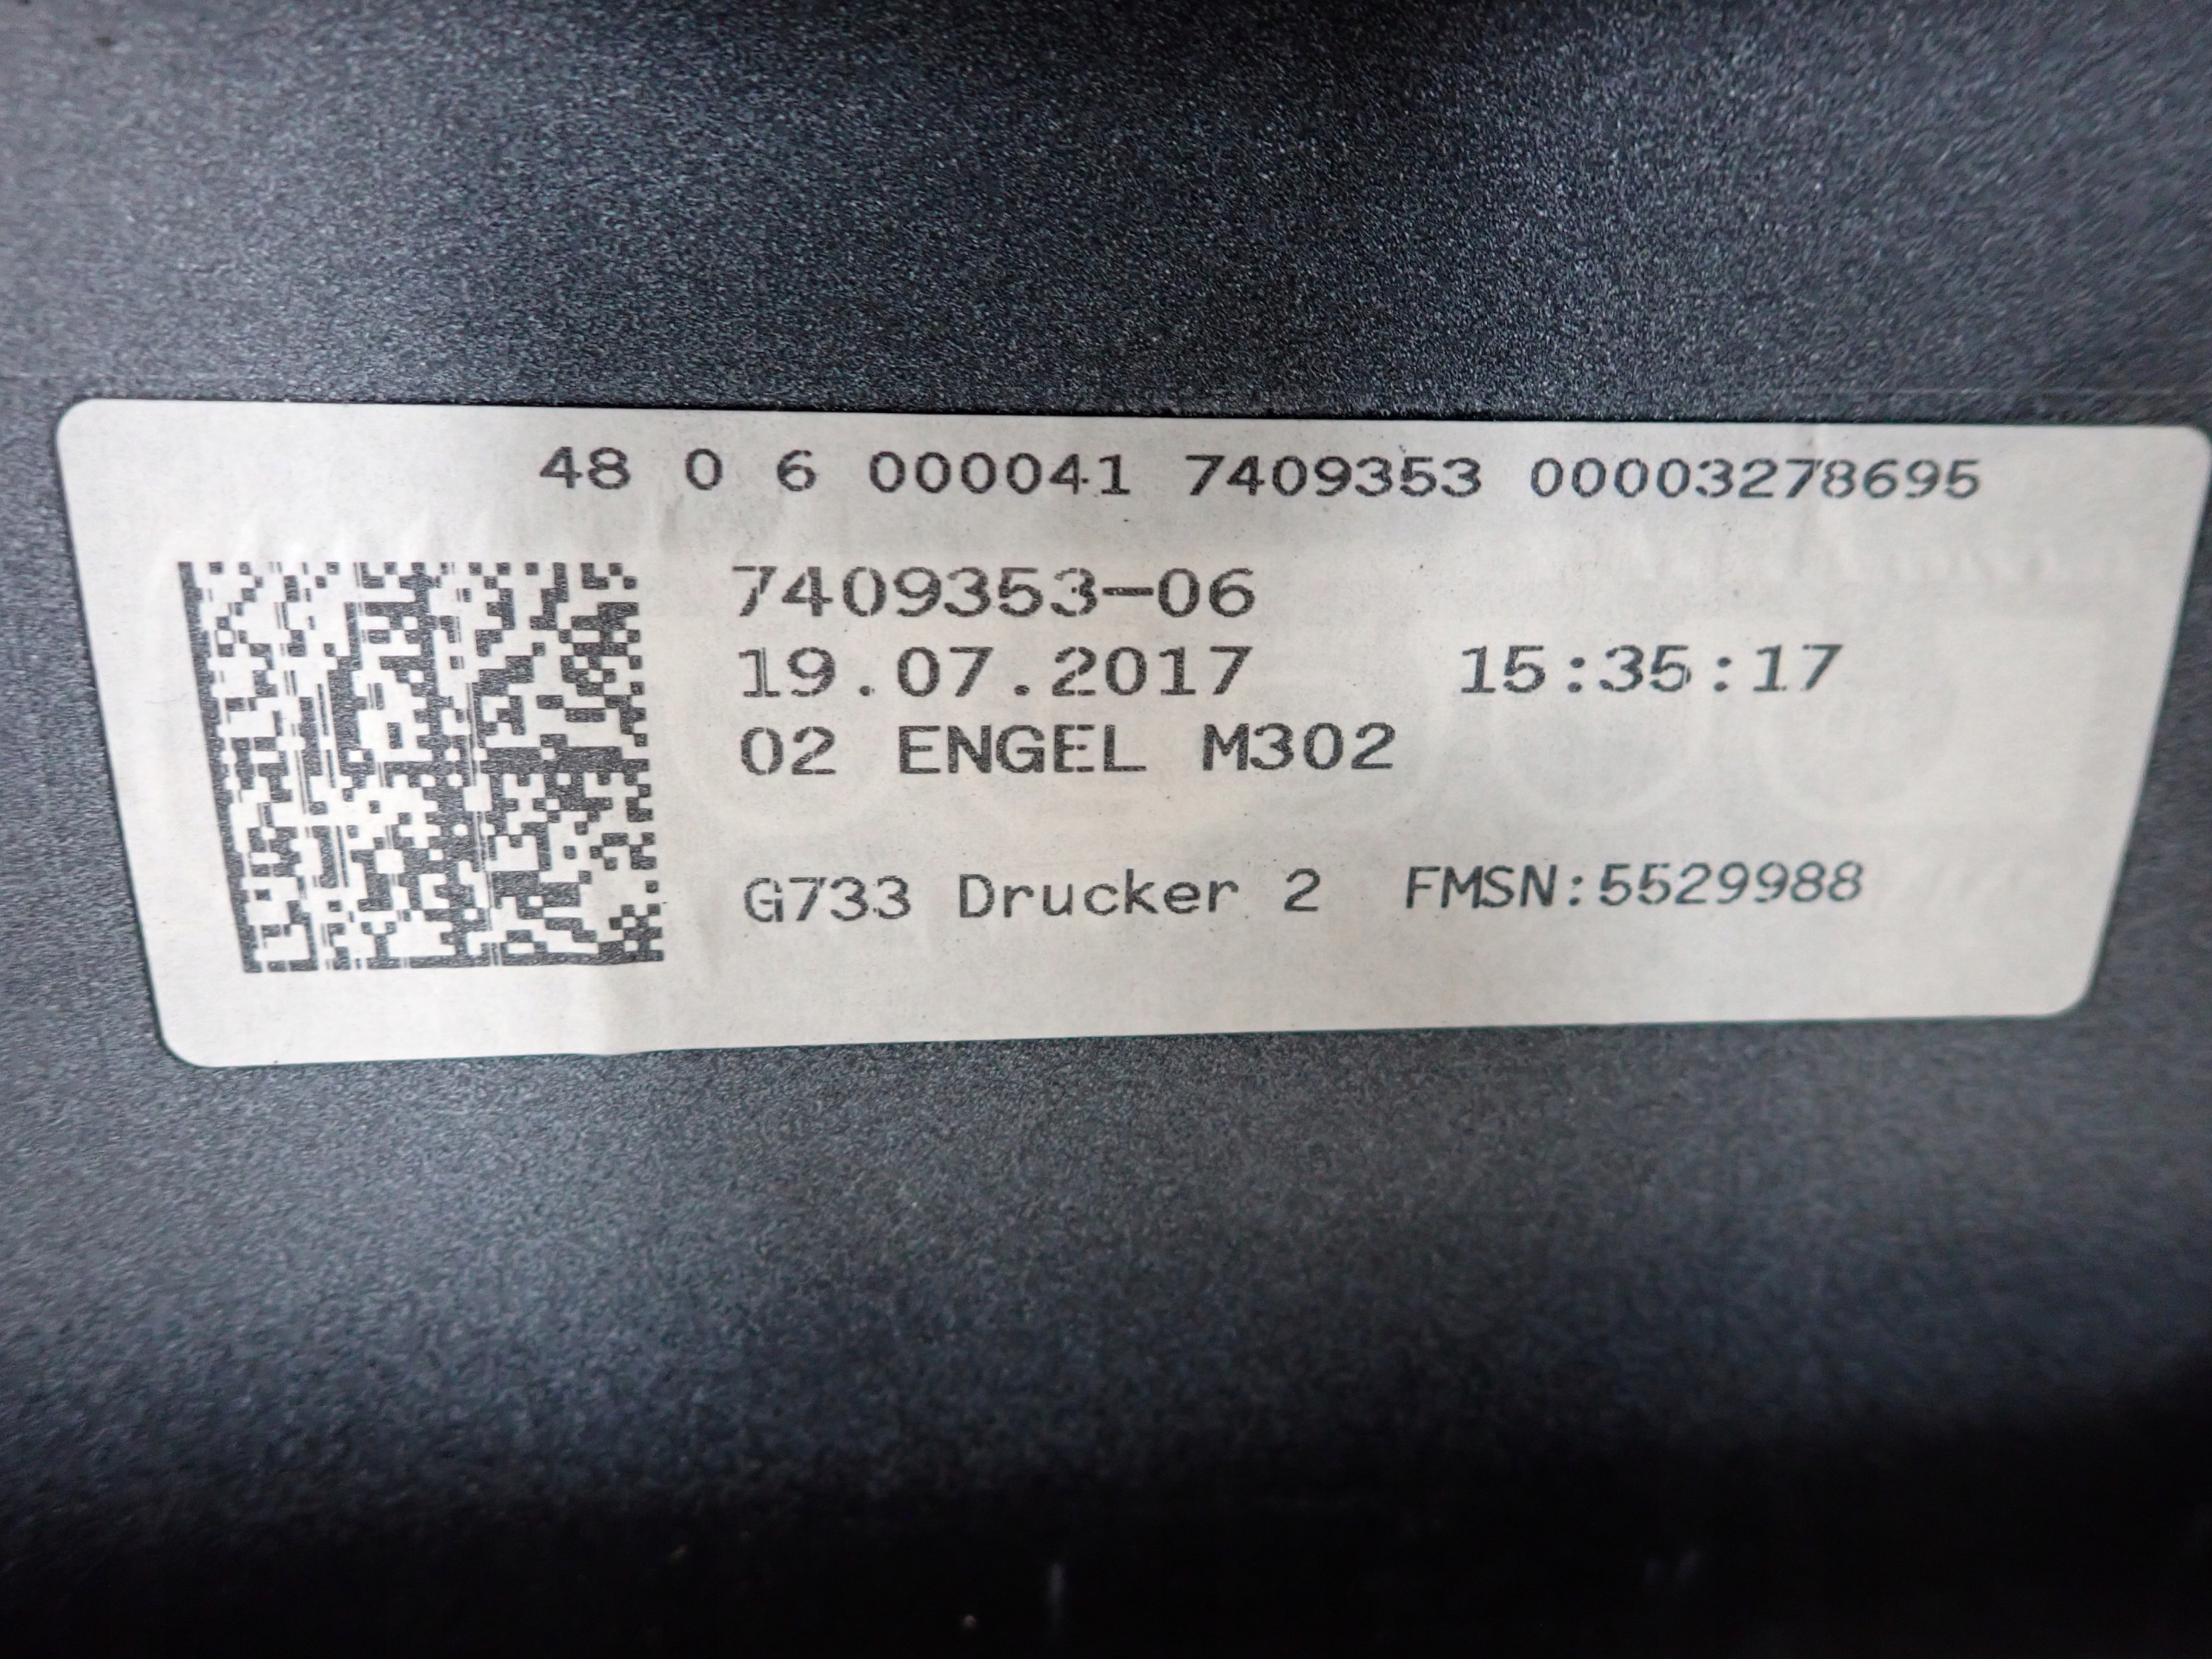 48 0 6 000041 7409353 00003278695
7409353-06
19.07.2017 15:35:17
02 ENGEL M302
G733 Drucker 2 FMSN:5529988